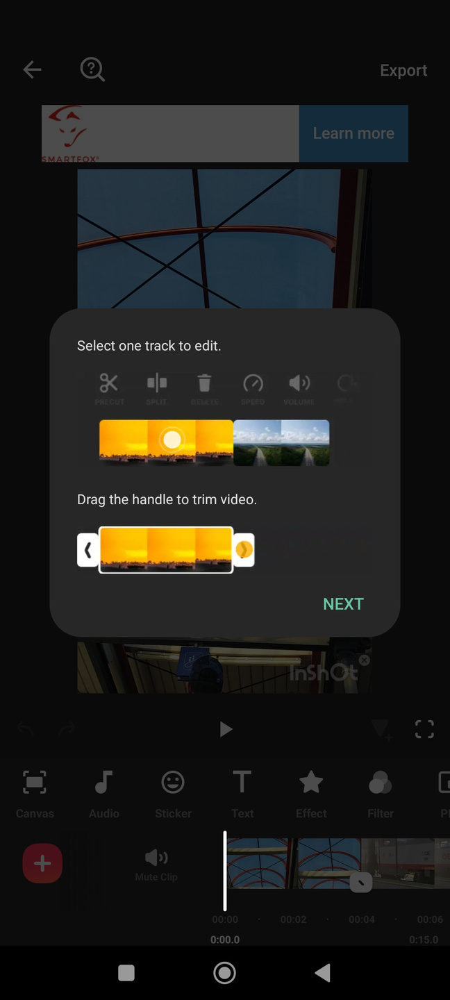 Export
SMARTFOX®
Learn more
Select one track to edit.
PRECUT SPLIT DELETE SPEED VOLUME
Drag the handle to trim video.
NEXT
InShOt
Canvas Audio Sticker Text Effect Filter
Mute Clip
00:00 · 00:02 · 00:04 · 00:06
0:00.0 0:15.0